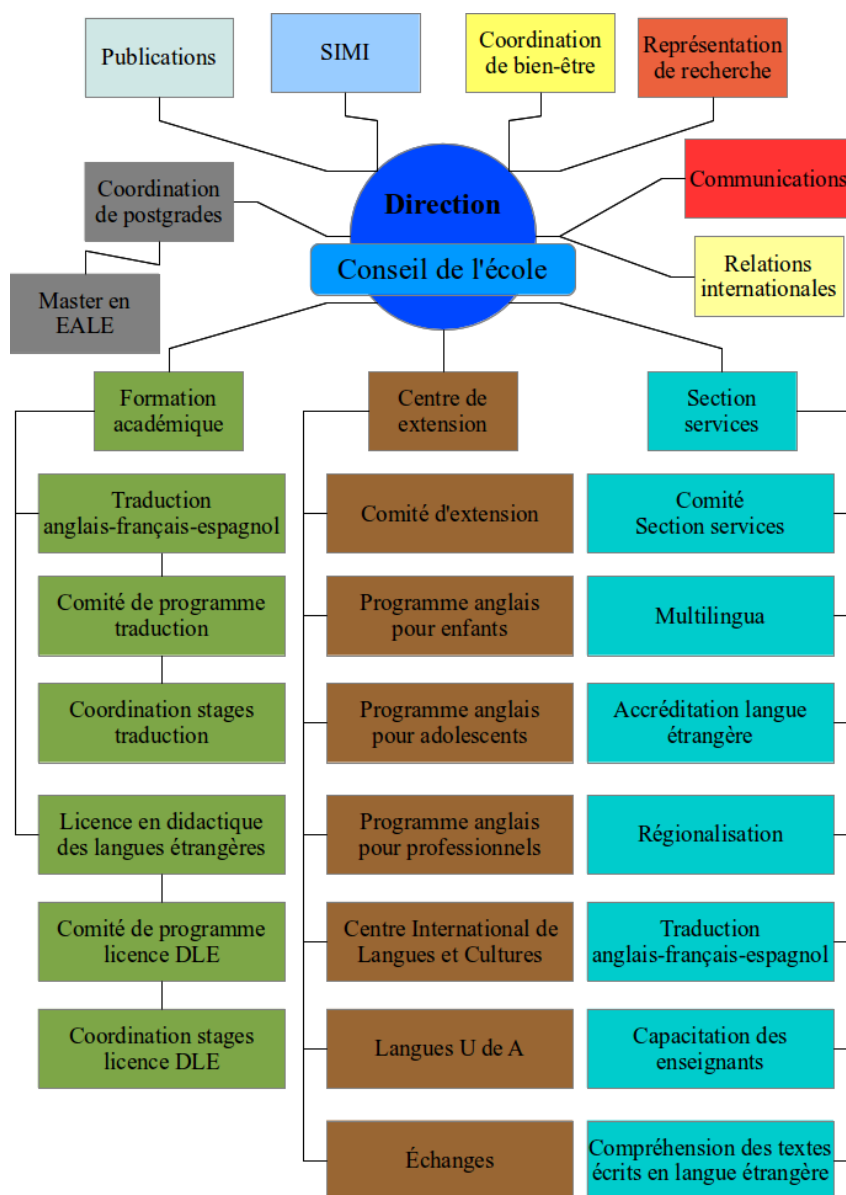 Publications
SIMI
Coordination
de bien-être
Représentation
de recherche
Coordination
de postgrades
Direction
Communications
Conseil de l'école
Relations
internationales
Master en
EALE
Formation
académique
Centre de
extension
Section
services
Traduction
anglais-français-espagnol
Comité de programme
traduction
Coordination stages
traduction
Licence en didactique
des langues étrangères
Comité de programme
licence DLE
Coordination stages
licence DLE
Comité d'extension
Programme anglais
pour enfants
Programme anglais
pour adolescents
Programme anglais
pour professionnels
Centre International de
Langues et Cultures
Langues U de A
Échanges
Comité
Section services
Multilingua
Accréditation langue
étrangère
Régionalisation
Traduction
anglais-français-espagnol
Capacitation des
enseignants
Compréhension des textes
écrits en langue étrangère